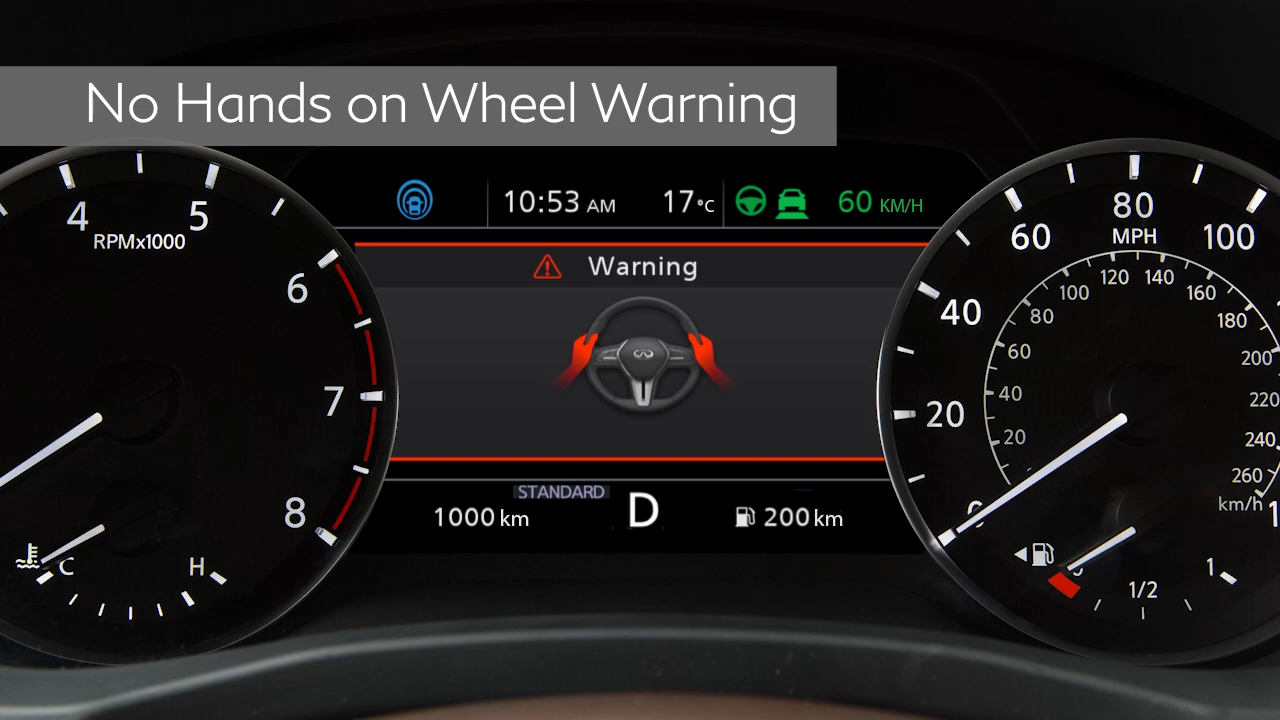 No Hands on Wheel Warning
10:53 AM 17°C 60 KM/H
Warning
STANDARD
1000 km D 200 km
4 5 6 7 8
RPMx1000
C H
0 20 40 60 80 100
MPH
20 40 60 80 100 120 140 160 180 200 220 240 260
km/h
1/2 1